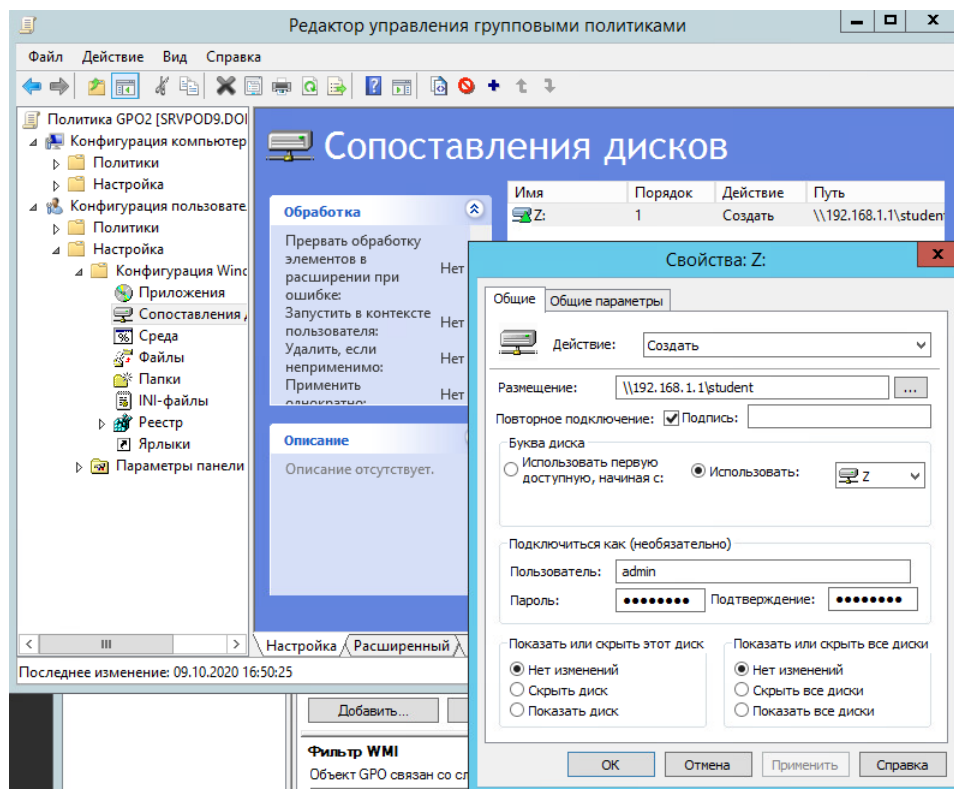 Редактор управления групповыми политиками
Файл Действие Вид Справка
Политика GPO2 [SRVPOD9.DOI
Конфигурация компьютер
Политики
Настройка
Конфигурация пользовате
Политики
Настройка
Конфигурация Winc
Приложения
Сопоставления
Среда
Файлы
Папки
INI-файлы
Реестр
Ярлыки
Параметры панели
Сопоставления дисков
Обработка
Прервать обработку
элементов в
расширении при
ошибке:
Нет
Запустить в контексте
пользователя:
Нет
Удалить, если
неприменимо:
Нет
Применить
однократно:
Нет
Описание
Описание отсутствует.
Имя Порядок Действие Путь
Z: 1 Создать \\192.168.1.1\studen
Настройка Расширенный
Последнее изменение: 09.10.2020 16:50:25
Свойства: Z:
Общие Общие параметры
Действие: Создать
Размещение: \\192.168.1.1\student ...
Повторное подключение: Подпись:
Буква диска
Использовать первую
доступную, начиная с:
Использовать: Z
Подключиться как (необязательно)
Пользователь: admin
Пароль: ●●●●●●●● Подтверждение: ●●●●●●●●
Показать или скрыть этот диск
Нет изменений
Скрыть диск
Показать диск
Показать или скрыть все диски
Нет изменений
Скрыть все диски
Показать все диски
OK Отмена Применить Справка
Добавить...
Фильтр WMI
Объект GPO связан со сл